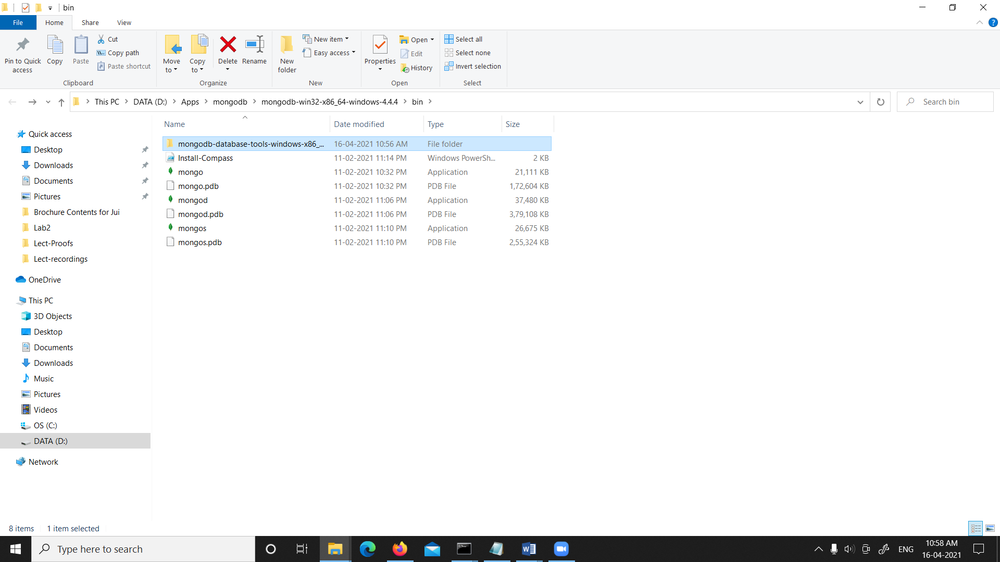 bin
File Home Share View
Pin to Quick access
Copy
Paste
Cut
Copy path
Paste shortcut
Clipboard
Move to
Copy to
Delete
Rename
Organize
New folder
New item
Easy access
New
Properties
Open
Edit
History
Open
Select all
Select none
Invert selection
Select
This PC > DATA (D:) > Apps > mongodb > mongodb-win32-x86_64-windows-4.4.4 > bin >
Search bin
Quick access
Desktop
Downloads
Documents
Pictures
Brochure Contents for Jui
Lab2
Lect-Proofs
Lect-recordings
OneDrive
This PC
3D Objects
Desktop
Documents
Downloads
Music
Pictures
Videos
OS (C:)
DATA (D:)
Network
Name Date modified Type Size
mongodb-database-tools-windows-x86_... 16-04-2021 10:56 AM File folder
Install-Compass 11-02-2021 11:14 PM Windows PowerSh... 2 KB
mongo 11-02-2021 10:32 PM Application 21,111 KB
mongo.pdb 11-02-2021 10:32 PM PDB File 1,72,604 KB
mongod 11-02-2021 11:06 PM Application 37,480 KB
mongod.pdb 11-02-2021 11:06 PM PDB File 3,79,108 KB
mongos 11-02-2021 11:10 PM Application 26,675 KB
mongos.pdb 11-02-2021 11:10 PM PDB File 2,55,324 KB
8 items 1 item selected
Type here to search
ENG
10:58 AM
16-04-2021